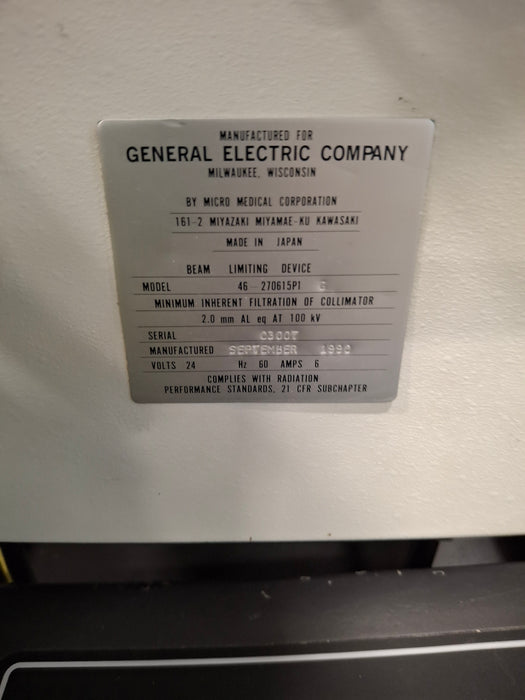 MANUFACTURED FOR
GENERAL ELECTRIC COMPANY
MILWAUKEE, WISCONSIN
BY MICRO MEDICAL CORPORATION
161-2 MIYAZAKI MIYAMAE-KU KAWASAKI
MADE IN JAPAN
BEAM LIMITING DEVICE
MODEL 46-270615P1 G
MINIMUM INHERENT FILTRATION OF COLLIMATOR
2.0 mm AL eq AT 100 kV
SERIAL
MANUFACTURED SEPTEMBER
VOLTS 24 Hz 60 AMPS 6
COMPLIES WITH RADIATION
PERFORMANCE STANDARDS, 21 CFR SUBCHAPTER